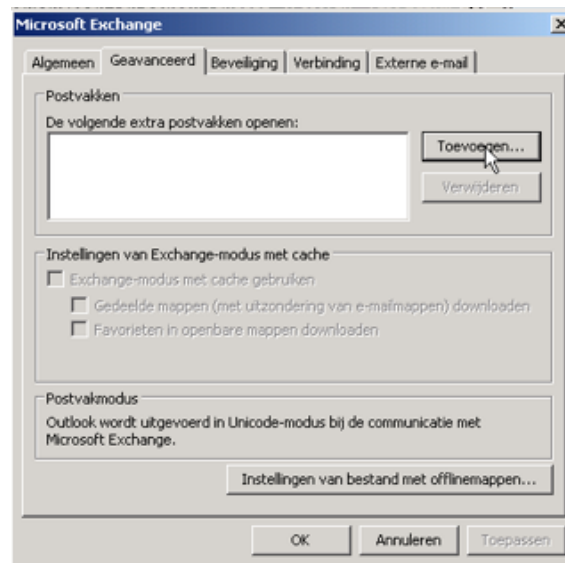 Microsoft Exchange
Algemeen Geavanceerd Beveiliging Verbinding Externe e-mail
Postvakken
De volgende extra postvakken openen:
Toevoegen...
Verwijderen
Instellingen van Exchange-modus met cache
Exchange-modus met cache gebruiken
Gedeelde mappen (met uitzondering van e-mailmappen) downloaden
Favorieten in openbare mappen downloaden
Postvakmodus
Outlook wordt uitgevoerd in Unicode-modus bij de communicatie met
Microsoft Exchange.
Instellingen van bestand met offlinemappen...
OK Annuleren Toepassen